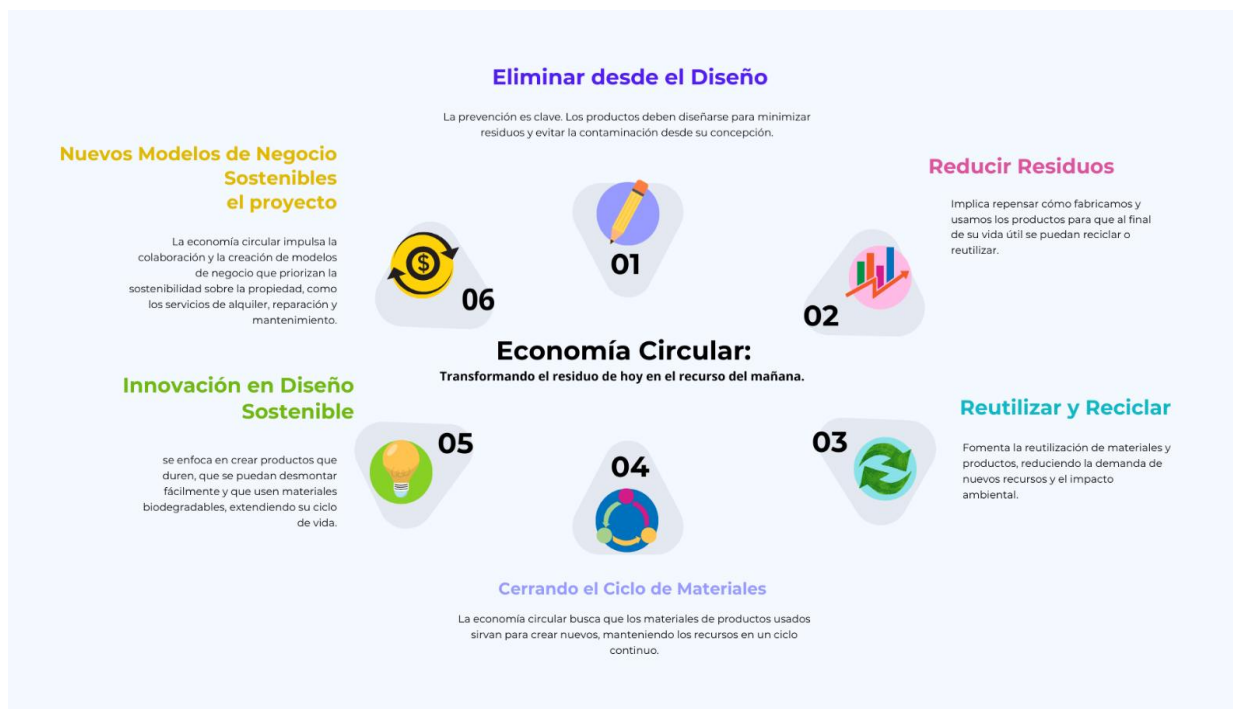 Eliminar desde el Diseño
La prevención es clave. Los productos deben diseñarse para minimizar
residuos y evitar la contaminación desde su concepción.
01
Reducir Residuos
Implica repensar cómo fabricamos y
usamos los productos para que al final
de su vida útil se puedan reciclar o
reutilizar.
02
Economía Circular:
Transformando el residuo de hoy en el recurso del mañana.
Reutilizar y Reciclar
03
Fomenta la reutilización de materiales y
productos, reduciendo la demanda de
nuevos recursos y el impacto
ambiental.
04
Cerrando el Ciclo de Materiales
La economía circular busca que los materiales de productos usados
sirvan para crear nuevos, manteniendo los recursos en un ciclo
continuo.
Innovación en Diseño
Sostenible
05
se enfoca en crear productos que
duren, que se puedan desmontar
fácilmente y que usen materiales
biodegradables, extendiendo su ciclo
de vida.
Nuevos Modelos de Negocio
Sostenibles
el proyecto
La economía circular impulsa la
colaboración y la creación de modelos
de negocio que priorizan la
sostenibilidad sobre la propiedad, como
los servicios de alquiler, reparación y
mantenimiento.
$
06